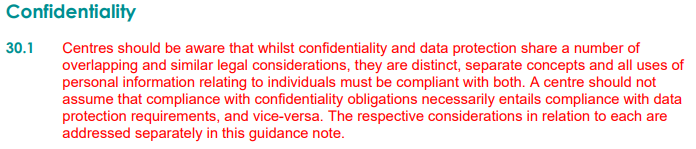 Confidentiality
30.1 Centres should be aware that whilst confidentiality and data protection share a number of
overlapping and similar legal considerations, they are distinct, separate concepts and all uses of
personal information relating to individuals must be compliant with both. A centre should not
assume that compliance with confidentiality obligations necessarily entails compliance with data
protection requirements, and vice-versa. The respective considerations in relation to each are
addressed separately in this guidance note.